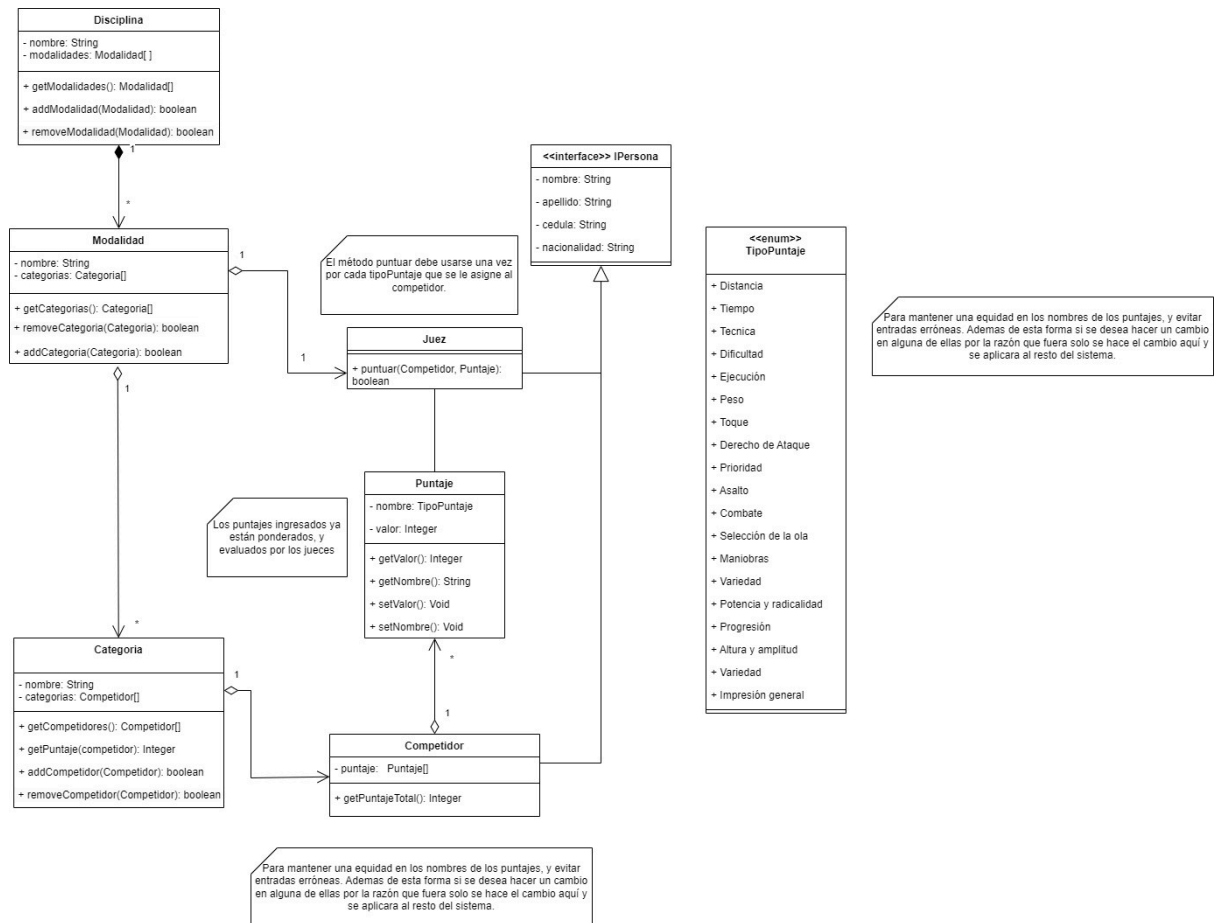 Disciplina
- nombre: String
- modalidades: Modalidad[ ]
+ getModalidades(): Modalidad[]
+ addModalidad(Modalidad): boolean
+ removeModalidad(Modalidad): boolean
1
*
Modalidad
- nombre: String
- categorias: Categoria[]
+ getCategorias(): Categoria[]
+ removeCategoria(Categoria): boolean
+ addCategoria(Categoria): boolean
1
1
1
*
El método puntuar debe usarse una vez
por cada tipoPuntaje que se le asigne al
competidor.
<<interface>> IPersona
- nombre: String
- apellido: String
- cedula: String
- nacionalidad: String
Juez
+ puntuar(Competidor, Puntaje):
boolean
Los puntajes ingresados ya
están ponderados, y
evaluados por los jueces
Puntaje
- nombre: TipoPuntaje
- valor: Integer
+ getValor(): Integer
+ getNombre(): String
+ setValor(): Void
+ setNombre(): Void
*
1
Categoria
- nombre: String
- categorias: Competidor[]
+ getCompetidores(): Competidor[]
+ getPuntaje(competidor): Integer
+ addCompetidor(Competidor): boolean
+ removeCompetidor(Competidor): boolean
1
Competidor
- puntaje: Puntaje[]
+ getPuntajeTotal(): Integer
<<enum>>
TipoPuntaje
+ Distancia
+ Tiempo
+ Tecnica
+ Dificultad
+ Ejecución
+ Peso
+ Toque
+ Derecho de Ataque
+ Prioridad
+ Asalto
+ Combate
+ Selección de la ola
+ Maniobras
+ Variedad
+ Potencia y radicalidad
+ Progresión
+ Altura y amplitud
+ Variedad
+ Impresión general
Para mantener una equidad en los nombres de los puntajes, y evitar
entradas erróneas. Ademas de esta forma si se desea hacer un cambio
en alguna de ellas por la razón que fuera solo se hace el cambio aquí y
se aplicara al resto del sistema.
Para mantener una equidad en los nombres de los puntajes, y evitar
entradas erróneas. Ademas de esta forma si se desea hacer un cambio
en alguna de ellas por la razón que fuera solo se hace el cambio aquí y
se aplicara al resto del sistema.